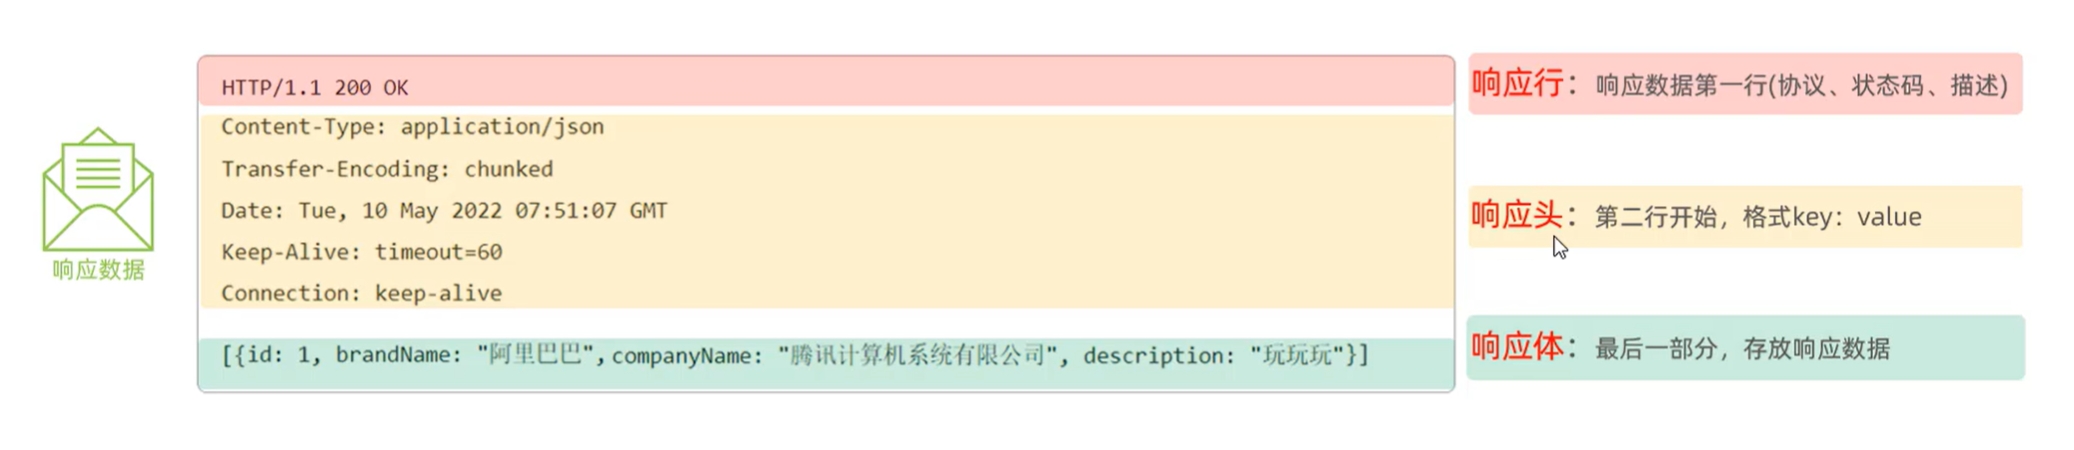 响应数据
HTTP/1.1 200 OK
Content-Type: application/json
Transfer-Encoding: chunked
Date: Tue, 10 May 2022 07:51:07 GMT
Keep-Alive: timeout=60
Connection: keep-alive
[{id: 1, brandName: "阿里巴巴", companyName: "腾讯计算机系统有限公司", description: "玩玩玩"}]
响应行：响应数据第一行(协议、状态码、描述)
响应头：第二行开始，格式key：value
响应体：最后一部分，存放响应数据